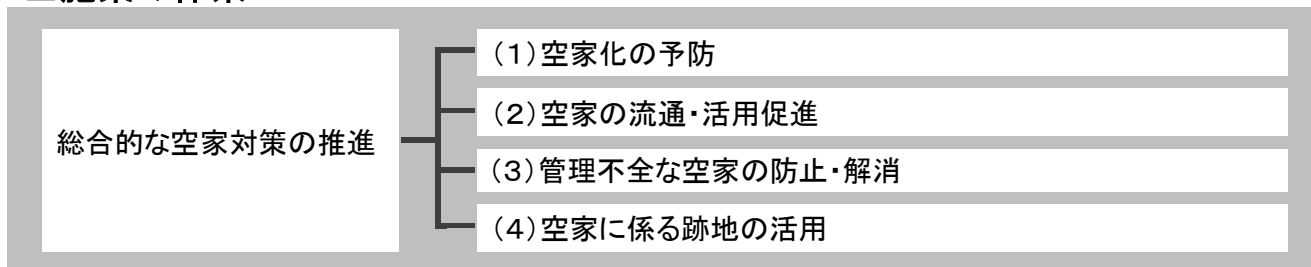 総合的な空家対策の推進
(1)空家化の予防
(2)空家の流通・活用促進
(3)管理不全な空家の防止・解消
(4)空家に係る跡地の活用